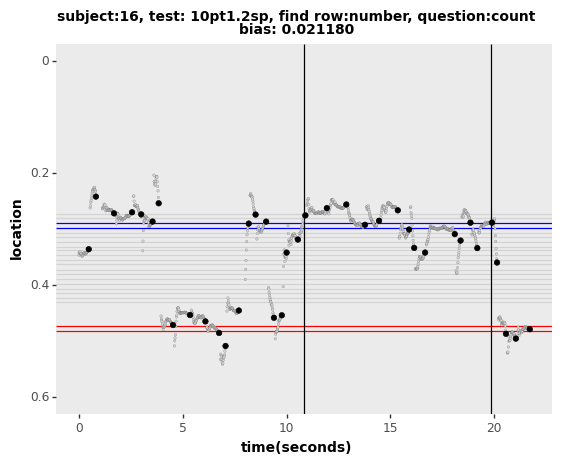 subject:16, test: 10pt1.2sp, find row:number, question:count
bias: 0.021180
0
0.2
0.4
0.6
location
0
5
10
15
20
time(seconds)